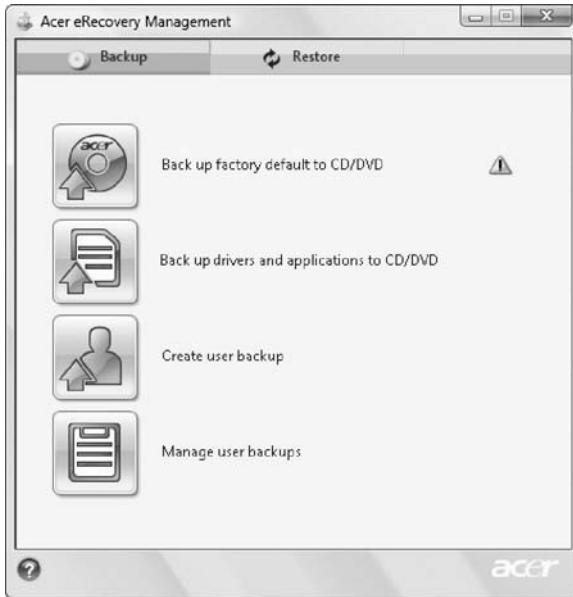 Acer eRecovery Management
Backup
Restore
acer
Back up factory default to CD/DVD
Back up drivers and applications to CD/DVD
Create user backup
Manage user backups
?
acer